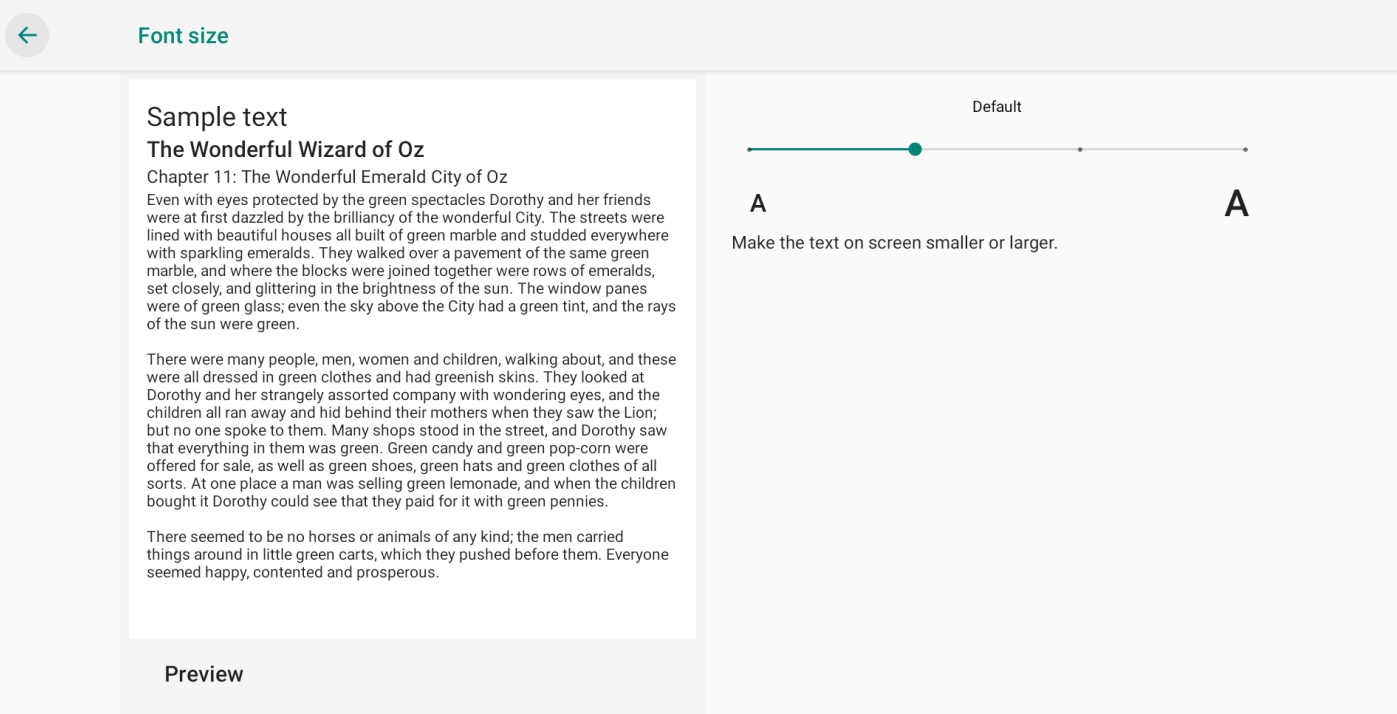 Font size
Sample text
The Wonderful Wizard of Oz
Chapter 11: The Wonderful Emerald City of Oz
Even with eyes protected by the green spectacles Dorothy and her friends
were at first dazzled by the brilliancy of the wonderful City. The streets were
lined with beautiful houses all built of green marble and studded everywhere
with sparkling emeralds. They walked over a pavement of the same green
marble, and where the blocks were joined together were rows of emeralds,
set closely, and glittering in the brightness of the sun. The window panes
were of green glass; even the sky above the City had a green tint, and the rays
of the sun were green.
There were many people, men, women and children, walking about, and these
were all dressed in green clothes and had greenish skins. They looked at
Dorothy and her strangely assorted company with wondering eyes, and the
children all ran away and hid behind their mothers when they saw the Lion;
but no one spoke to them. Many shops stood in the street, and Dorothy saw
that everything in them was green. Green candy and green pop-corn were
offered for sale, as well as green shoes, green hats and green clothes of all
sorts. At one place a man was selling green lemonade, and when the children
bought it Dorothy could see that they paid for it with green pennies.
There seemed to be no horses or animals of any kind; the men carried
things around in little green carts, which they pushed before them. Everyone
seemed happy, contented and prosperous.
Preview
Default
A A
Make the text on screen smaller or larger.